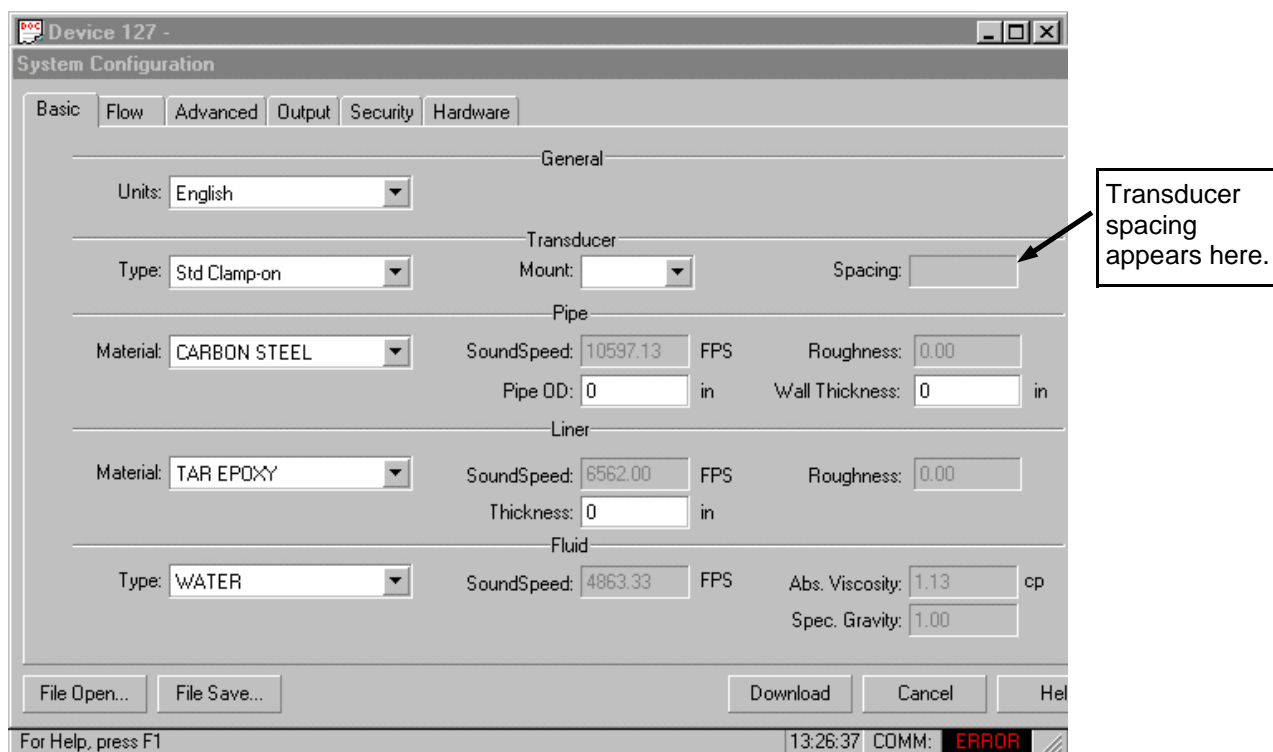 DOC
Device 127 -
System Configuration
Basic Flow Advanced Output Security Hardware
General
Units: English
Transducer
Type: Std Clamp-on Mount: Spacing:
Transducer
spacing
appears here.
Pipe
Material: CARBON STEEL SoundSpeed: 10597.13 FPS Roughness: 0.00
Pipe OD: 0 in Wall Thickness: 0 in
Liner
Material: TAR EPOXY SoundSpeed: 6562.00 FPS Roughness: 0.00
Thickness: 0 in
Fluid
Type: WATER SoundSpeed: 4863.33 FPS Abs. Viscosity: 1.13 cp
Spec. Gravity: 1.00
File Open... File Save... Download Cancel Hel
For Help, press F1 13:26:37 COMM: ERROR